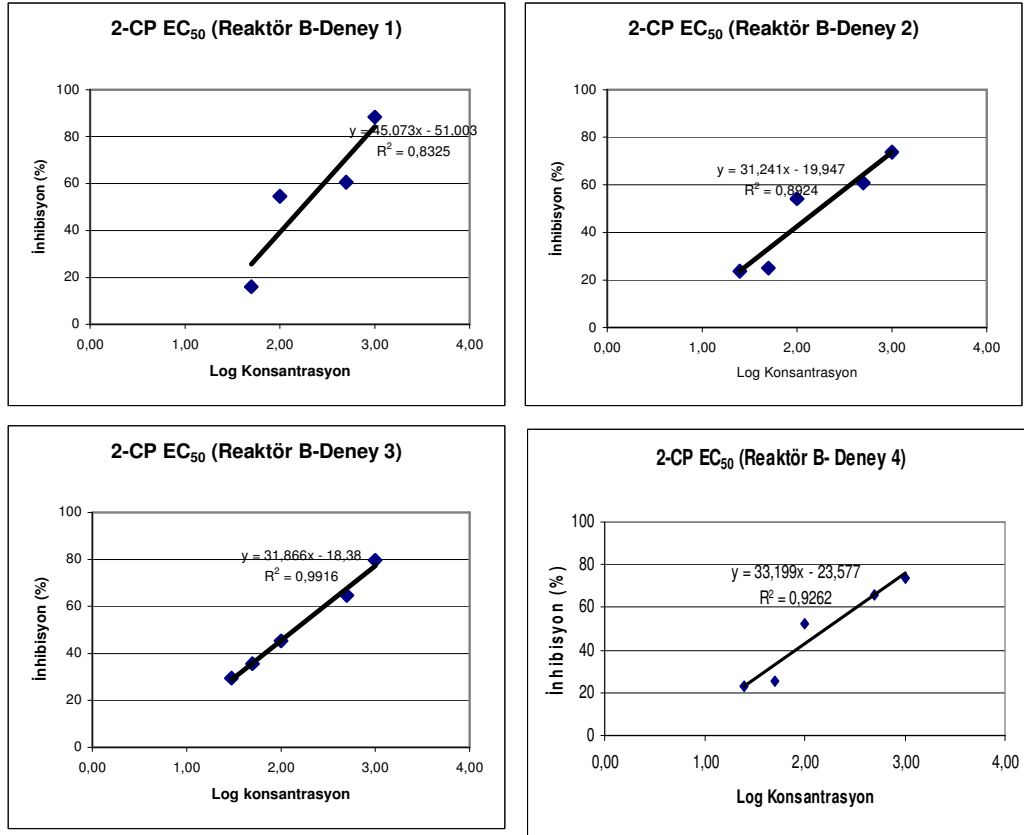 2-CP EC50 (Reaktör B-Deney 1)
100
80
60
40
20
0
y = 45,073x - 51,003
R2 = 0,8325
0,00 1,00 2,00 3,00 4,00
Log Konsantrasyon
İnhibisyon (%)
2-CP EC50 (Reaktör B-Deney 2)
100
80
60
40
20
0
y = 31,241x - 19,947
R2 = 0,8924
0,00 1,00 2,00 3,00 4,00
Log Konsantrasyon
İnhibisyon (%)
2-CP EC50 (Reaktör B-Deney 3)
100
80
60
40
20
0
y = 31,866x - 18,38
R2 = 0,9916
0,00 1,00 2,00 3,00 4,00
Log konsantrasyon
İnhibisyon (%)
2-CP EC50 (Reaktör B- Deney 4)
100
80
60
40
20
0
y = 33,199x - 23,577
R2 = 0,9262
0,00 1,00 2,00 3,00 4,00
Log Konsantrasyon
İnhibisyon (%)